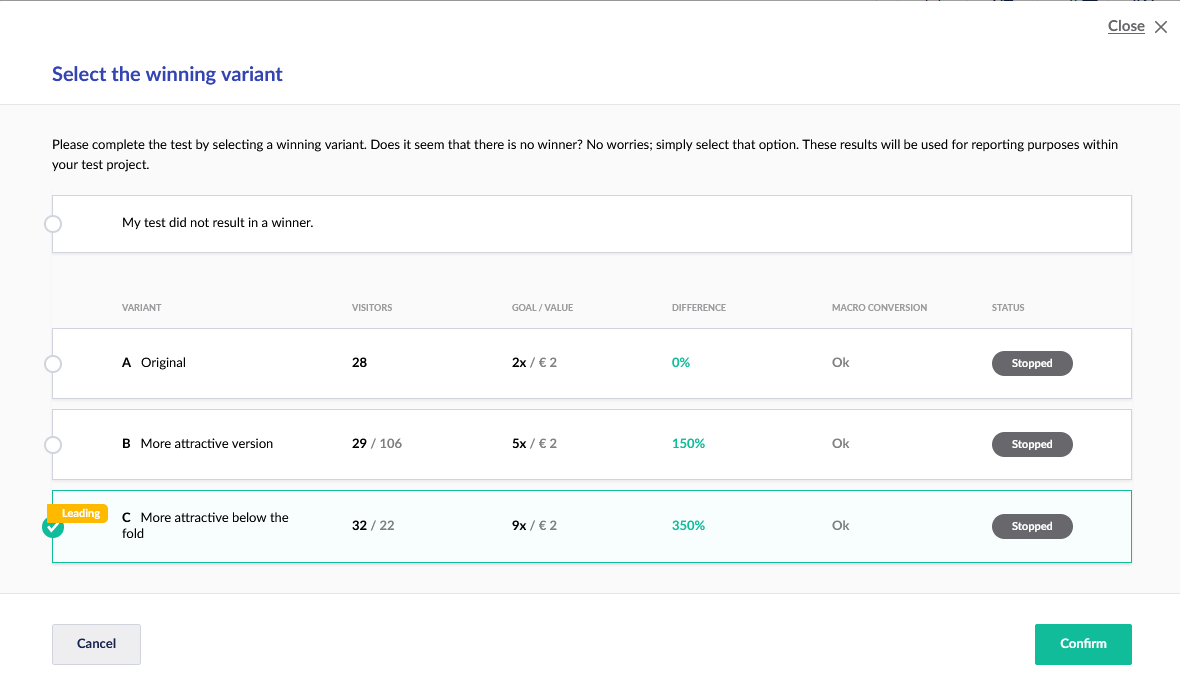 Close
Select the winning variant
Please complete the test by selecting a winning variant. Does it seem that there is no winner? No worries; simply select that option. These results will be used for reporting purposes within
your test project.
My test did not result in a winner.
VARIANT VISITORS GOAL / VALUE DIFFERENCE MACRO CONVERSION STATUS
A Original 28 2x / € 2 0% Ok Stopped
B More attractive version 29 / 106 5x / € 2 150% Ok Stopped
Leading
C More attractive below the
fold
32 / 22 9x / € 2 350% Ok Stopped
Cancel Confirm